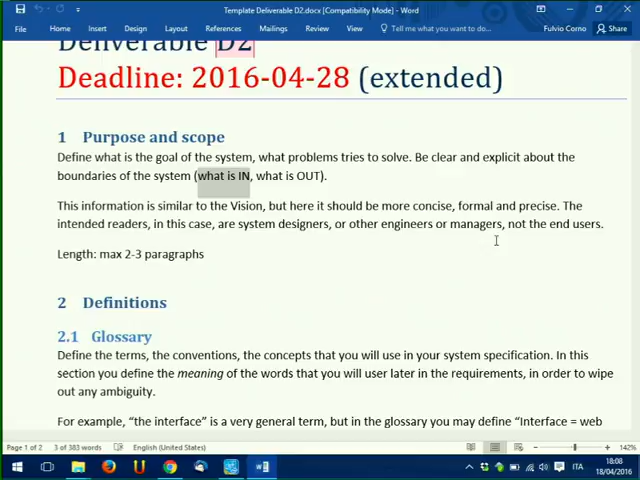 Template Deliverable D2.docx [Compatibility Mode] - Word
File Home Insert Design Layout References Mailings Review View Tell me what you want to do... Fulvio Corno Share
Deliverable D2
Deadline: 2016-04-28 (extended)
1 Purpose and scope
Define what is the goal of the system, what problems tries to solve. Be clear and explicit about the
boundaries of the system (what is IN, what is OUT).
This information is similar to the Vision, but here it should be more concise, formal and precise. The
intended readers, in this case, are system designers, or other engineers or managers, not the end users.
Length: max 2-3 paragraphs
2 Definitions
2.1 Glossary
Define the terms, the conventions, the concepts that you will use in your system specification. In this
section you define the meaning of the words that you will user later in the requirements, in order to wipe
out any ambiguity.
For example, “the interface” is a very general term, but in the glossary you may define “Interface = web
Page 1 of 2 3 of 383 words English (United States) 142%
ITA
18:08
18/04/2016